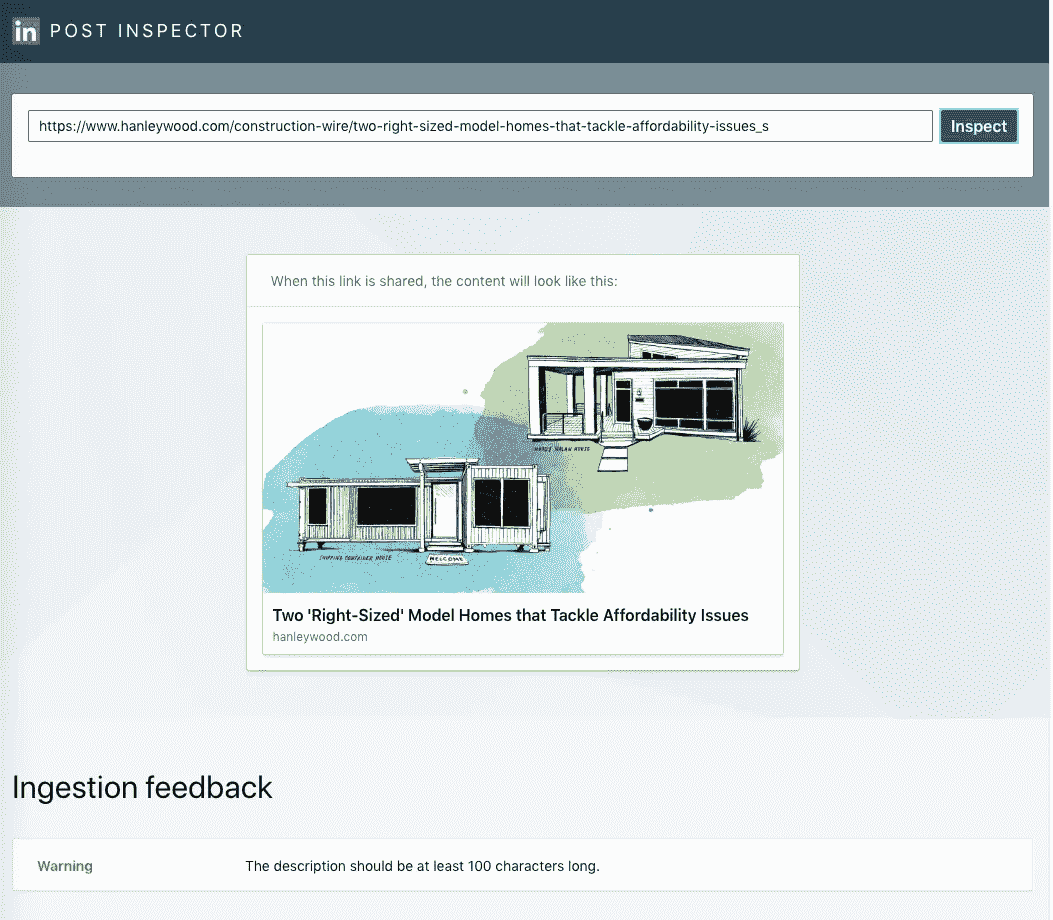 in POST INSPECTOR
https://www.hanleywood.com/construction-wire/two-right-sized-model-homes-that-tackle-affordability-issues_s
Inspect
When this link is shared, the content will look like this:
HOUSE
SHIPPING CONTAINER HOUSE
WELCOME
Two 'Right-Sized' Model Homes that Tackle Affordability Issues
hanleywood.com
Ingestion feedback
Warning
The description should be at least 100 characters long.